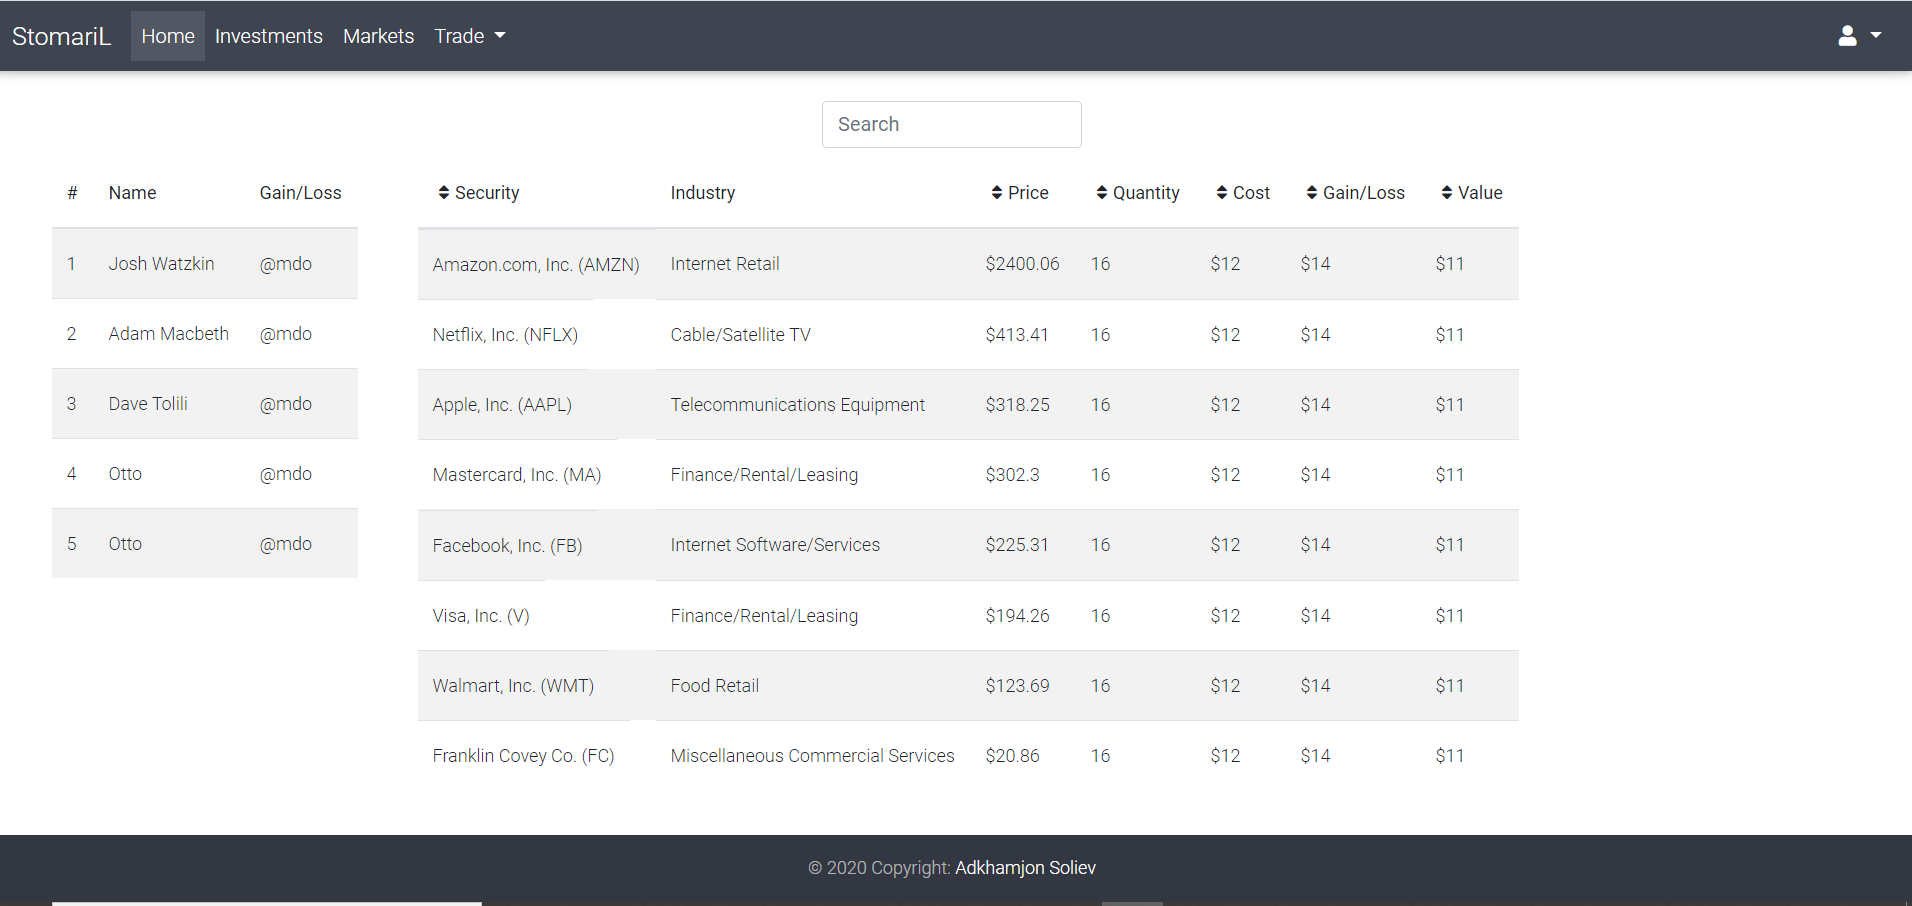 StomariL Home Investments Markets Trade
Search
# Name Gain/Loss
1 Josh Watzkin @mdo
2 Adam Macbeth @mdo
3 Dave Tolili @mdo
4 Otto @mdo
5 Otto @mdo
Security Industry Price Quantity Cost Gain/Loss Value
Amazon.com, Inc. (AMZN) Internet Retail $2400.06 16 $12 $14 $11
Netflix, Inc. (NFLX) Cable/Satellite TV $413.41 16 $12 $14 $11
Apple, Inc. (AAPL) Telecommunications Equipment $318.25 16 $12 $14 $11
Mastercard, Inc. (MA) Finance/Rental/Leasing $302.3 16 $12 $14 $11
Facebook, Inc. (FB) Internet Software/Services $225.31 16 $12 $14 $11
Visa, Inc. (V) Finance/Rental/Leasing $194.26 16 $12 $14 $11
Walmart, Inc. (WMT) Food Retail $123.69 16 $12 $14 $11
Franklin Covey Co. (FC) Miscellaneous Commercial Services $20.86 16 $12 $14 $11
© 2020 Copyright: Adkhamjon Soliev